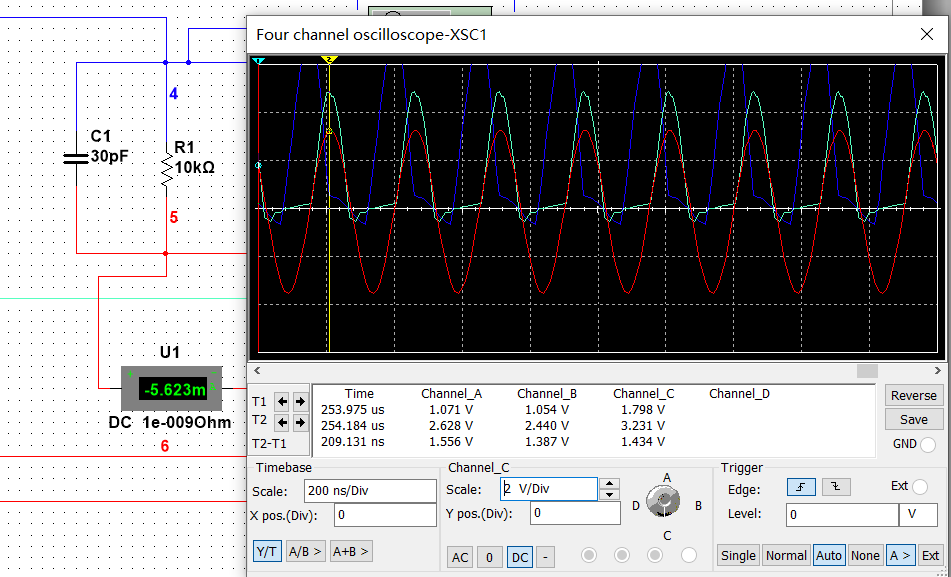 Four channel oscilloscope-XSC1
1
2
4
C1
30pF
R1
10kΩ
5
U1
-5.623m
DC 1e-009Ohm
6
T1
T2
T2-T1
Time Channel_A Channel_B Channel_C Channel_D
253.975 us 1.071 V 1.054 V 1.798 V
254.184 us 2.628 V 2.440 V 3.231 V
209.131 ns 1.556 V 1.387 V 1.434 V
Reverse
Save
GND
Timebase
Scale: 200 ns/Div
X pos.(Div): 0
Y/T A/B > A+B >
Channel_C
Scale: 2 V/Div
Y pos.(Div): 0
AC 0 DC -
A
D B
C
Trigger
Edge: Ext
Level: 0 V
Single Normal Auto None A > Ext